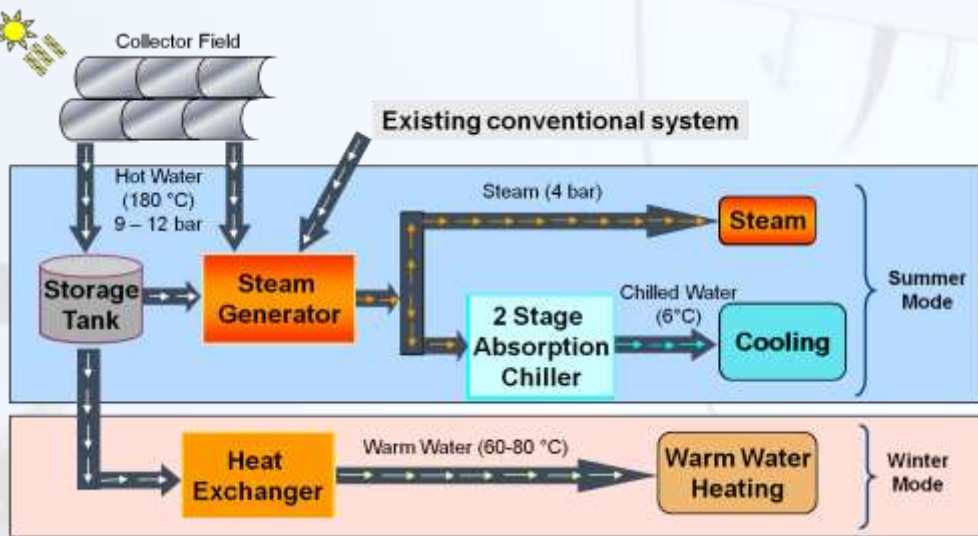 Collector Field
Existing conventional system
Hot Water
(180 °C)
9 – 12 bar
Steam (4 bar)
Steam
Storage
Tank
Steam
Generator
Summer
Mode
Chilled Water
(6°C)
2 Stage
Absorption
Chiller
Cooling
Warm Water (60-80 °C)
Heat
Exchanger
Warm Water
Heating
Winter
Mode